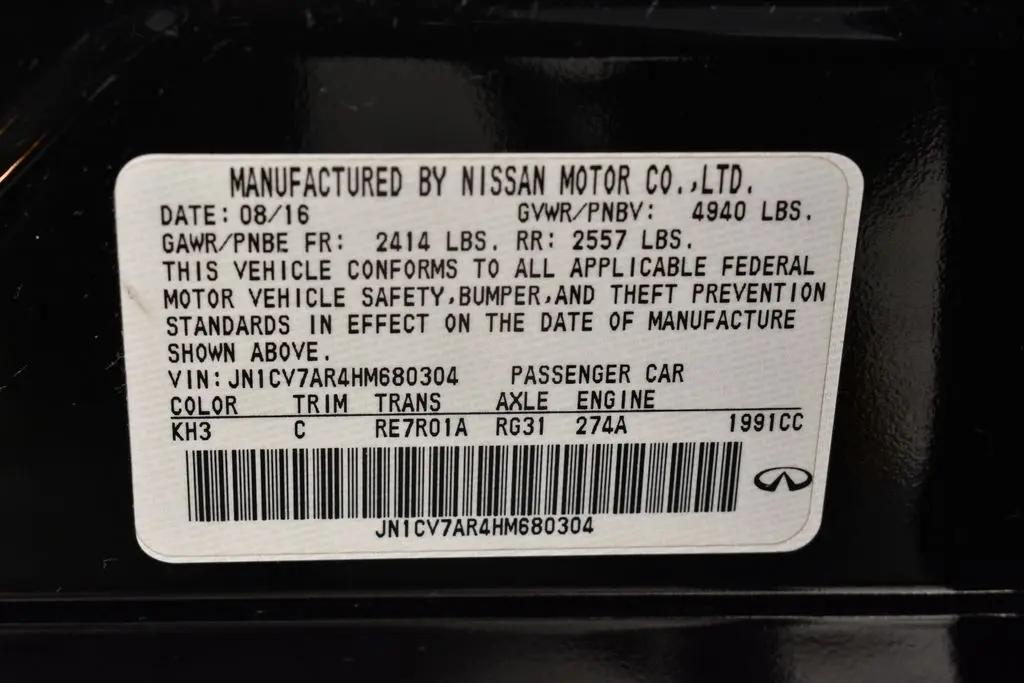 MANUFACTURED BY NISSAN MOTOR CO.,LTD.
DATE: 08/16 GVWR/PNBV: 4940 LBS.
GAWR/PNBE FR: 2414 LBS. RR: 2557 LBS.
THIS VEHICLE CONFORMS TO ALL APPLICABLE FEDERAL
MOTOR VEHICLE SAFETY,BUMPER,AND THEFT PREVENTION
STANDARDS IN EFFECT ON THE DATE OF MANUFACTURE
SHOWN ABOVE.
VIN: JN1CV7AR4HM680304 PASSENGER CAR
COLOR TRIM TRANS AXLE ENGINE
KH3 C RE7R01A RG31 274A 1991CC
JN1CV7AR4HM680304